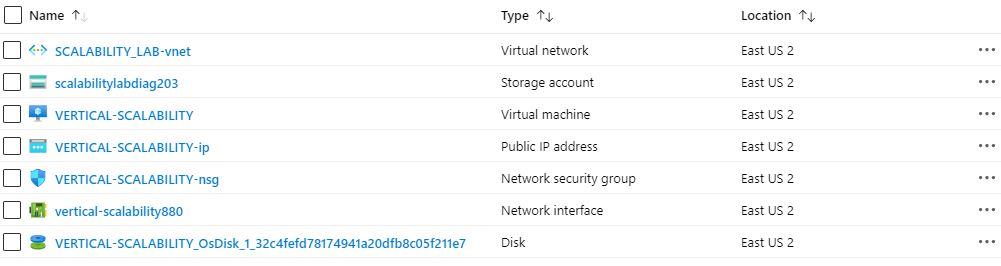 Name Type Location
SCALABILITY_LAB-vnet Virtual network East US 2
scalabilitylabdiag203 Storage account East US 2
VERTICAL-SCALABILITY Virtual machine East US 2
VERTICAL-SCALABILITY-ip Public IP address East US 2
VERTICAL-SCALABILITY-nsg Network security group East US 2
vertical-scalability880 Network interface East US 2
VERTICAL-SCALABILITY_OsDisk_1_32c4fefd78174941a20dfb8c05f211e7 Disk East US 2